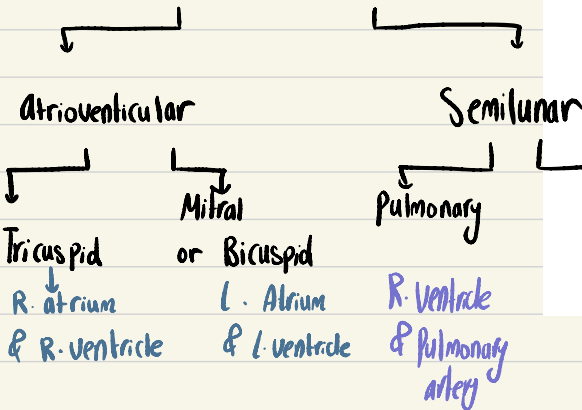 Atrioventicular
Semilunar
Mitral
Pulmonary
Tricuspid
or Bicuspid
R. atrium
L. Atrium
R. Ventricle
& R. ventricle
& L. ventricle
& Pulmonary
artery